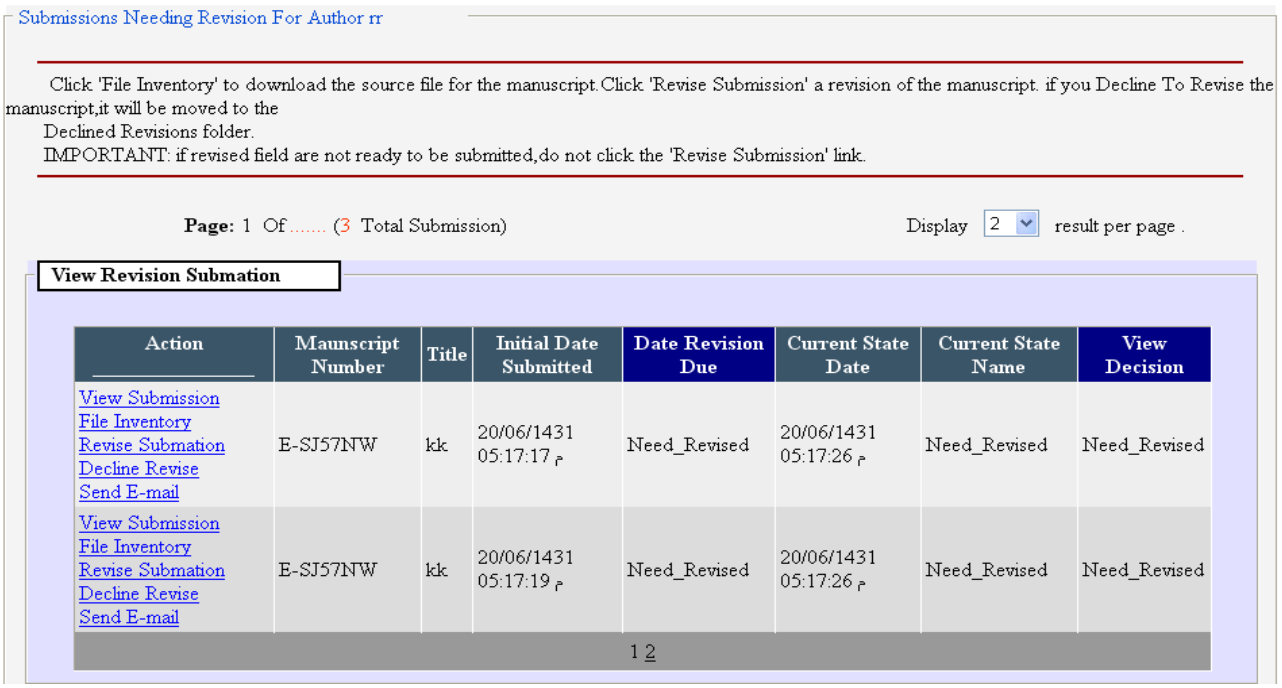 Submissions Needing Revision For Author rr
Click 'File Inventory' to download the source file for the manuscript.Click 'Revise Submission' a revision of the manuscript. if you Decline To Revise the
manuscript,it will be moved to the
Declined Revisions folder.
IMPORTANT: if revised field are not ready to be submitted,do not click the 'Revise Submission' link.
Page: 1 Of ....... (3 Total Submission) Display 2 result per page .
View Revision Submation
Action Maunscript Number Title Initial Date Submitted Date Revision Due Current State Date Current State Name View Decision
View Submission
File Inventory
Revise Submation
Decline Revise
Send E-mail
E-SJ57NW kk 20/06/1431 05:17:17 م Need_Revised 20/06/1431 05:17:26 م Need_Revised Need_Revised
View Submission
File Inventory
Revise Submation
Decline Revise
Send E-mail
E-SJ57NW kk 20/06/1431 05:17:19 م Need_Revised 20/06/1431 05:17:26 م Need_Revised Need_Revised
1 2